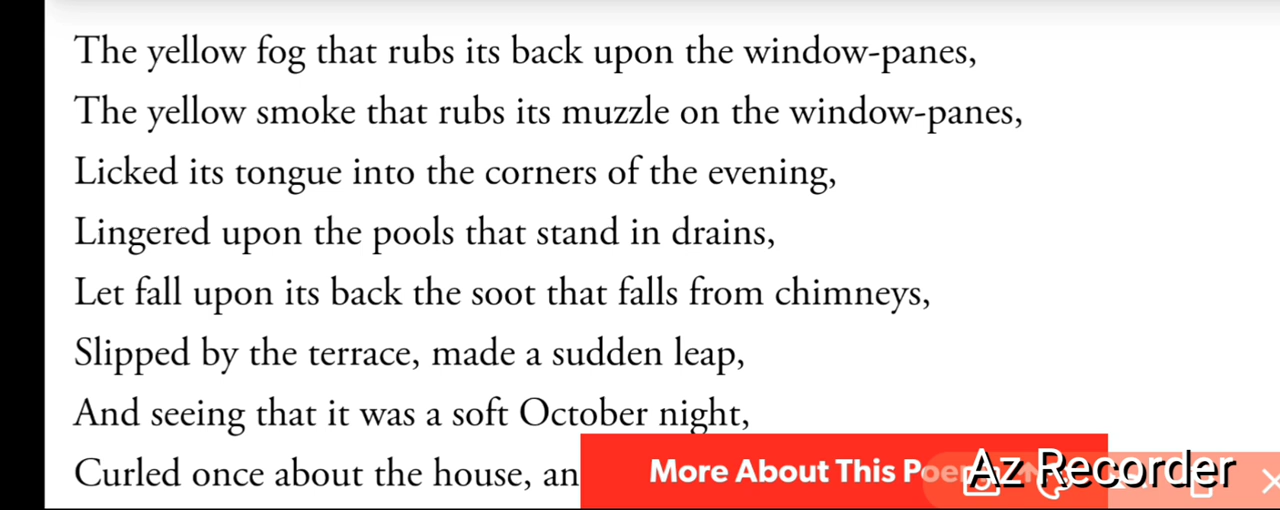 The yellow fog that rubs its back upon the window-panes,
The yellow smoke that rubs its muzzle on the window-panes,
Licked its tongue into the corners of the evening,
Lingered upon the pools that stand in drains,
Let fall upon its back the soot that falls from chimneys,
Slipped by the terrace, made a sudden leap,
And seeing that it was a soft October night,
Curled once about the house, an
More About This Poem
Az Recorder